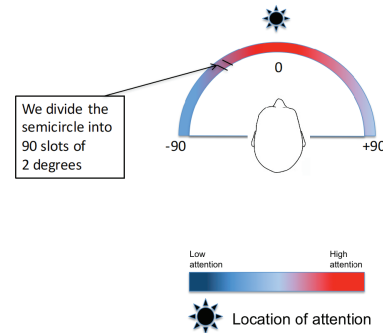 0
We divide the
semicircle into
90 slots of
2 degrees
-90
+90
Low
attention
High
attention
Location of attention